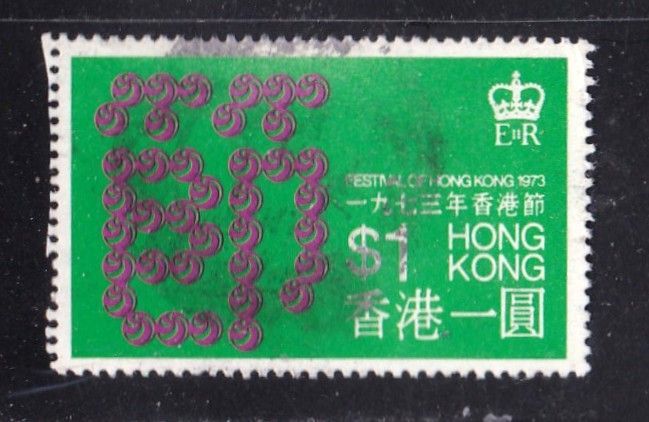 節
EIIR
FESTIVAL OF HONG KONG 1973
一九七三年香港節
$1 HONG KONG
香港一圓